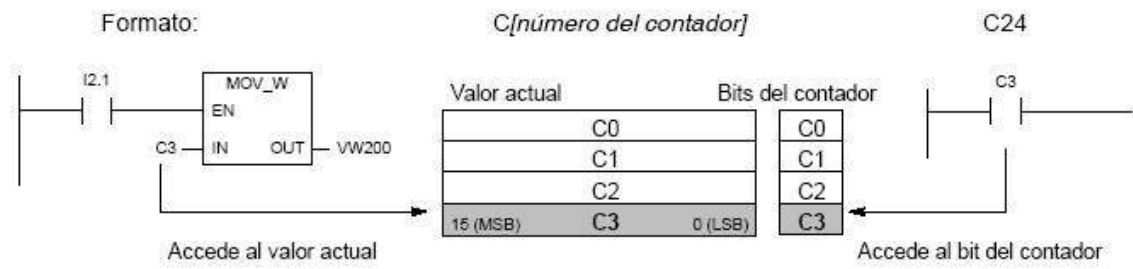 Formato: C[número del contador] C24
I2.1
MOV_W
EN
C3 IN OUT VW200
Valor actual Bits del contador
C0 C0
C1 C1
C2 C2
15 (MSB) C3 0 (LSB) C3
C3
Accede al valor actual
Accede al bit del contador